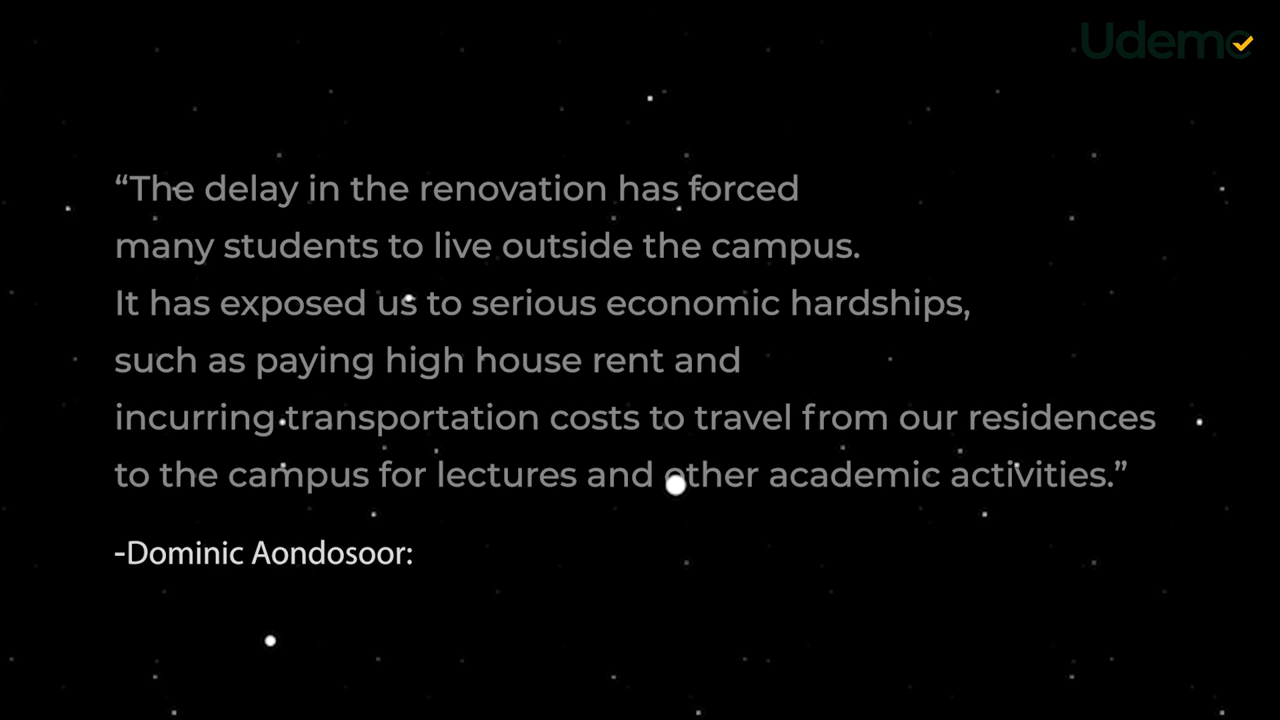 Udeme
“The delay in the renovation has forced
many students to live outside the campus.
It has exposed us to serious economic hardships,
such as paying high house rent and
incurring transportation costs to travel from our residences
to the campus for lectures and other academic activities.”
-Dominic Aondosoor: